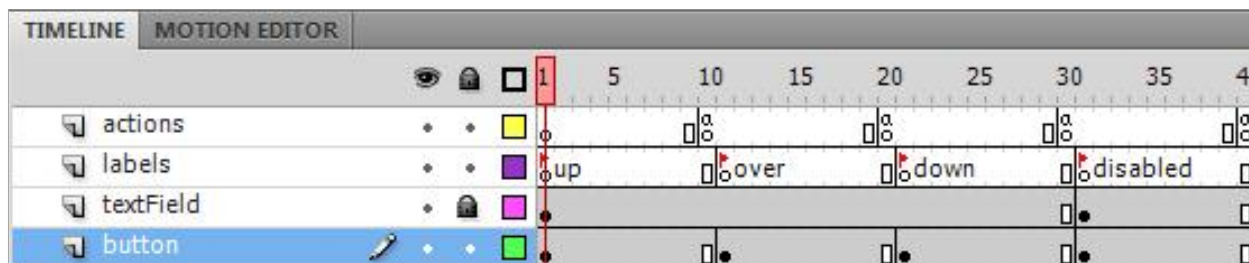 TIMELINE MOTION EDITOR
1 5 10 15 20 25 30 35 4
actions
labels up over down disabled
textField
button